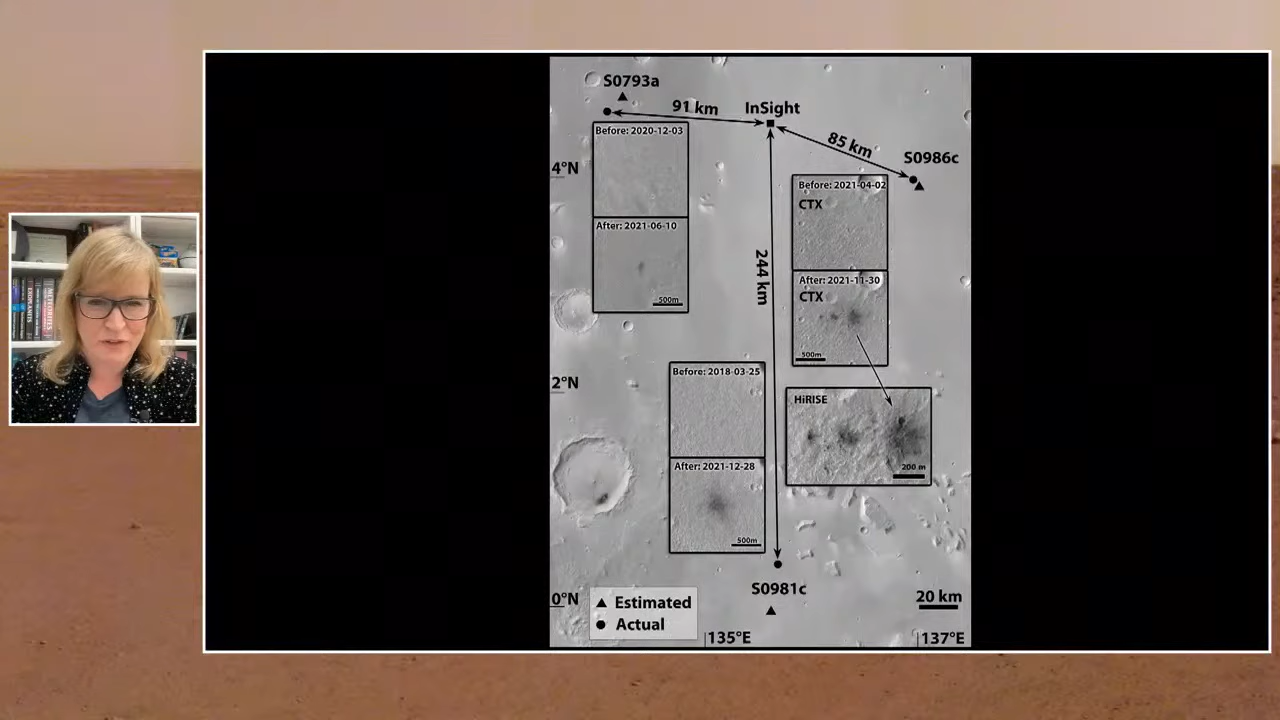 S0793a
91 km
InSight
85 km
S0986c
Before: 2020-12-03
4°N
Before: 2021-04-02
CTX
After: 2021-06-10
500m
244 km
After: 2021-11-30
CTX
500m
Before: 2018-03-25
2°N
HiRISE
200 m
After: 2021-12-28
500m
S0981c
0°N
Estimated
Actual
20 km
135°E
137°E
METEORITES